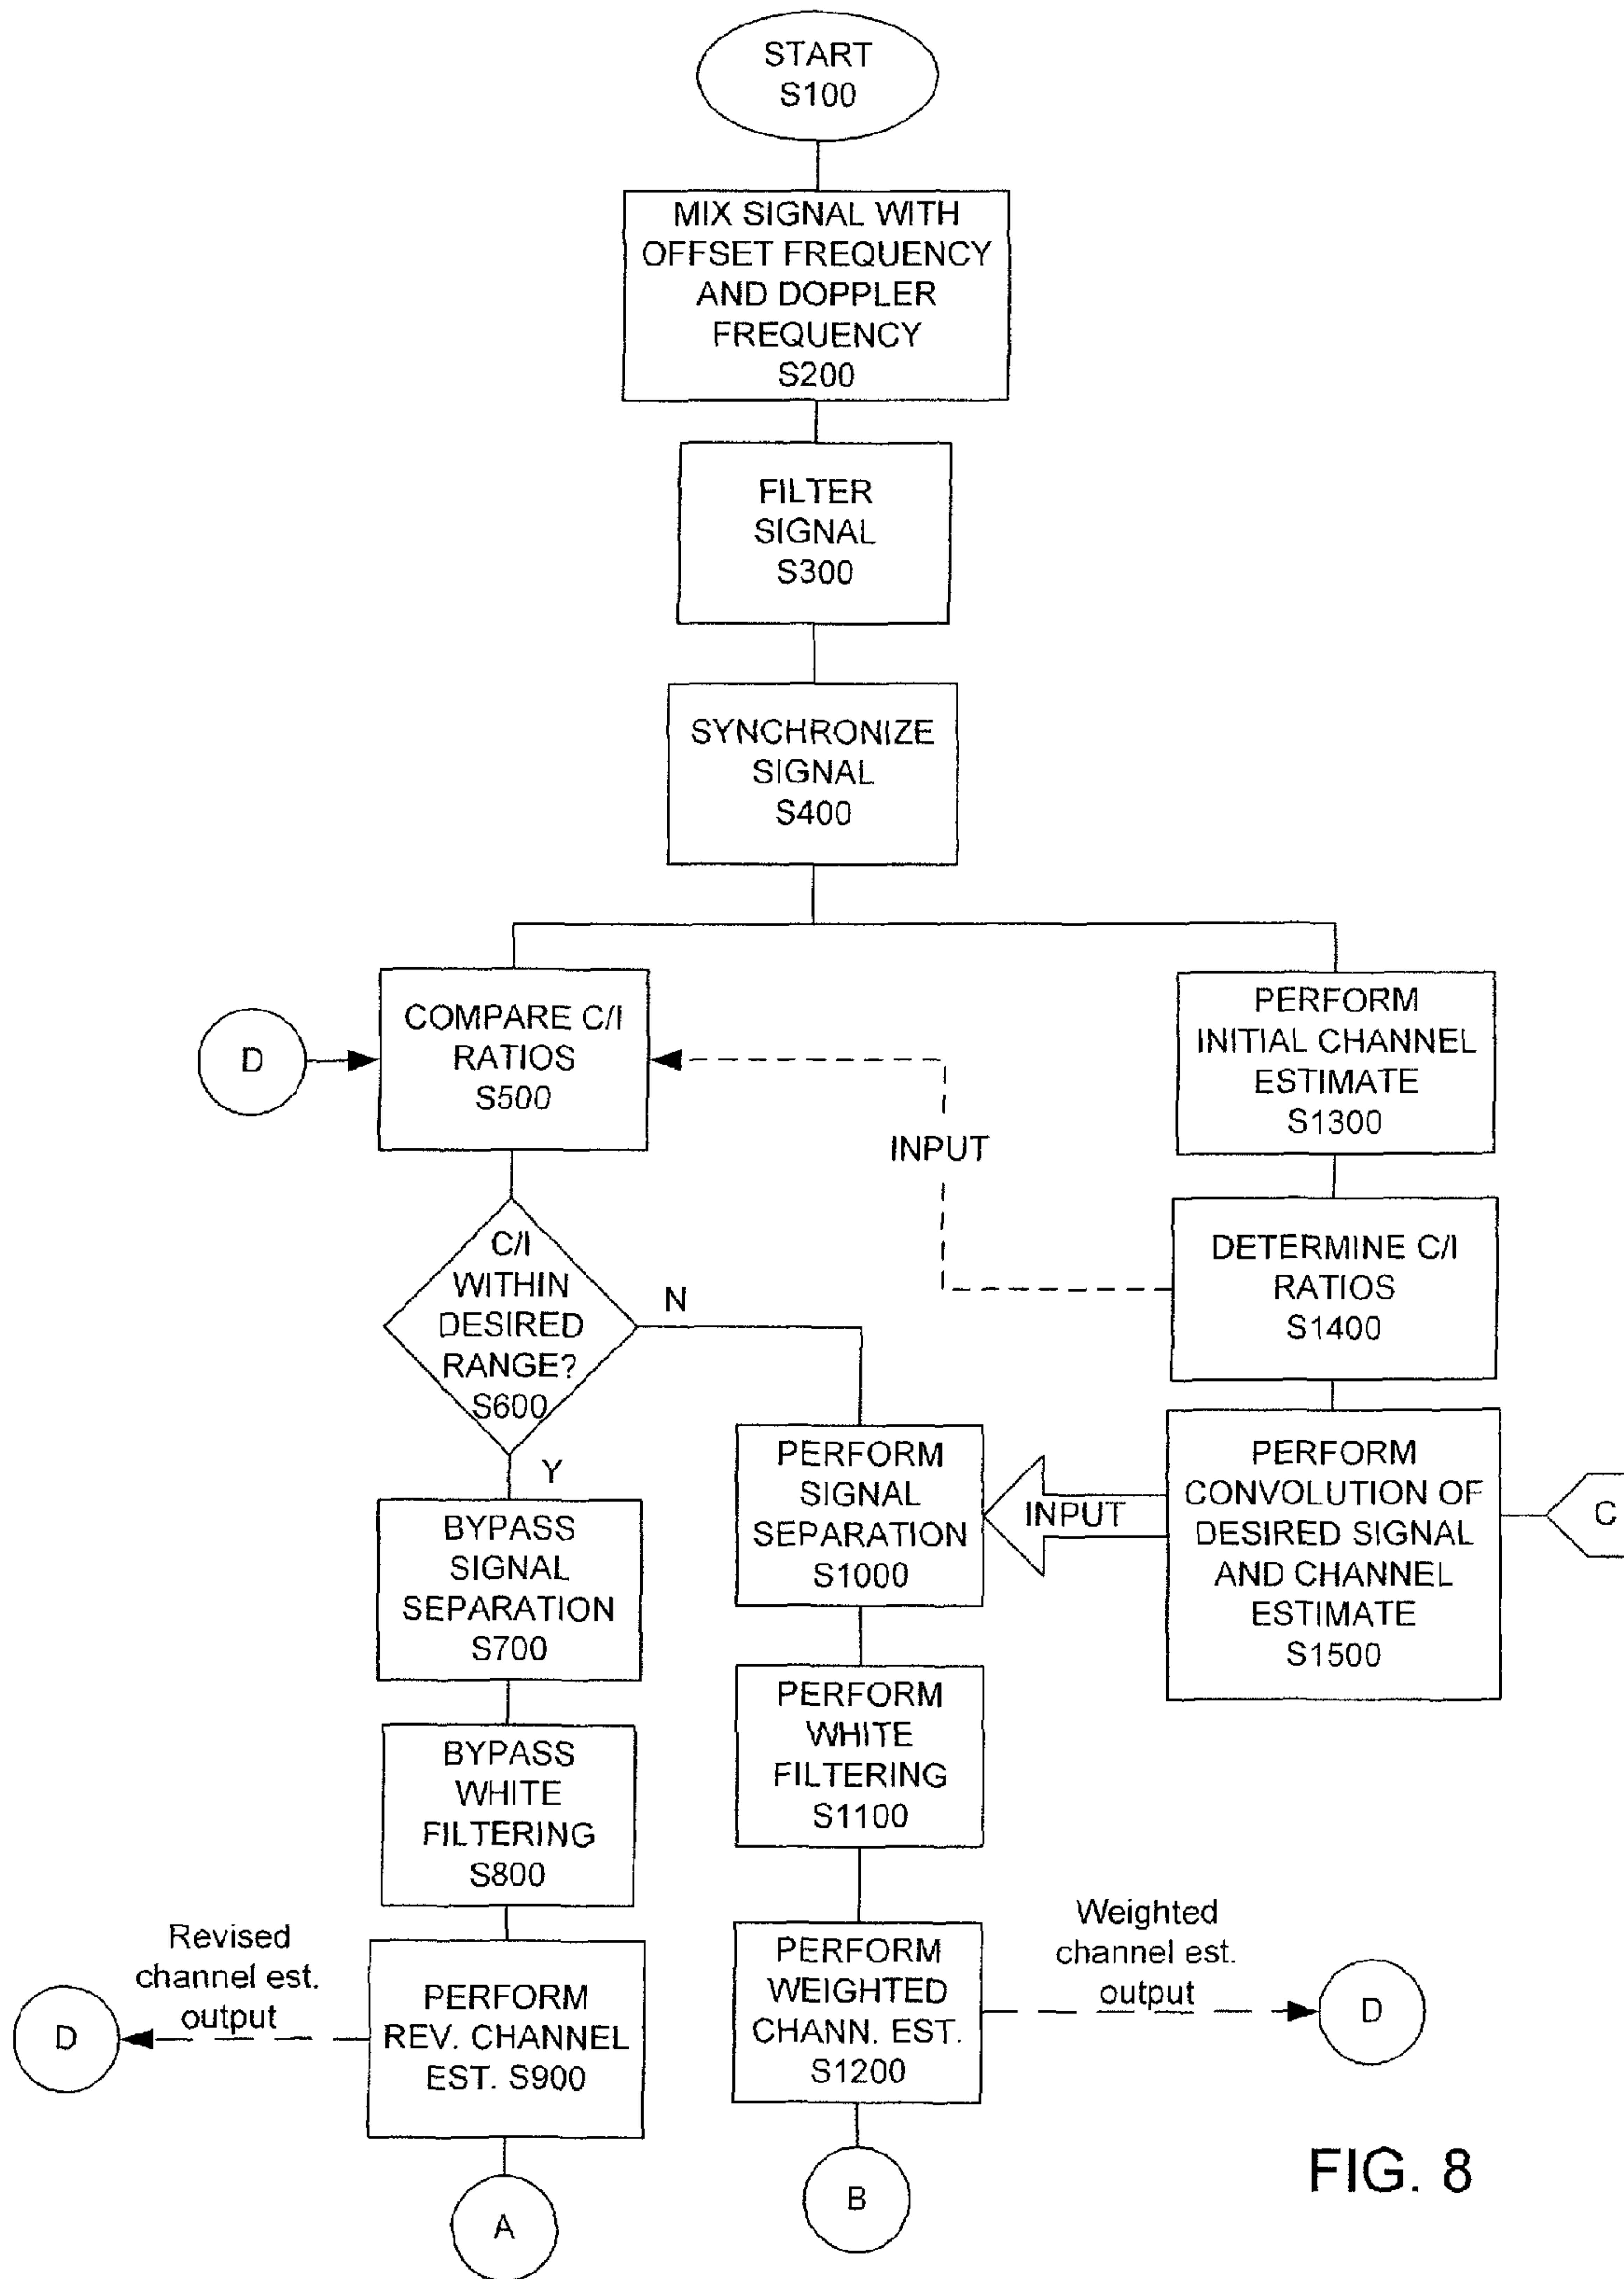 START
S100
MIX SIGNAL WITH
OFFSET FREQUENCY
AND DOPPLER
FREQUENCY
S200
FILTER
SIGNAL
S300
SYNCHRONIZE
SIGNAL
S400
D
COMPARE C/I
RATIOS
S500
PERFORM
INITIAL CHANNEL
ESTIMATE
S1300
INPUT
DETERMINE C/I
RATIOS
S1400
C/I
WITHIN
DESIRED
RANGE?
S600
N
Y
PERFORM
SIGNAL
SEPARATION
S1000
INPUT
PERFORM
CONVOLUTION OF
DESIRED SIGNAL
AND CHANNEL
ESTIMATE
S1500
C
BYPASS
SIGNAL
SEPARATION
S700
PERFORM
WHITE
FILTERING
S1100
BYPASS
WHITE
FILTERING
S800
Revised
channel est.
output
D
PERFORM
REV. CHANNEL
EST. S900
PERFORM
WEIGHTED
CHANN. EST.
S1200
Weighted
channel est.
output
D
A
B
FIG. 8